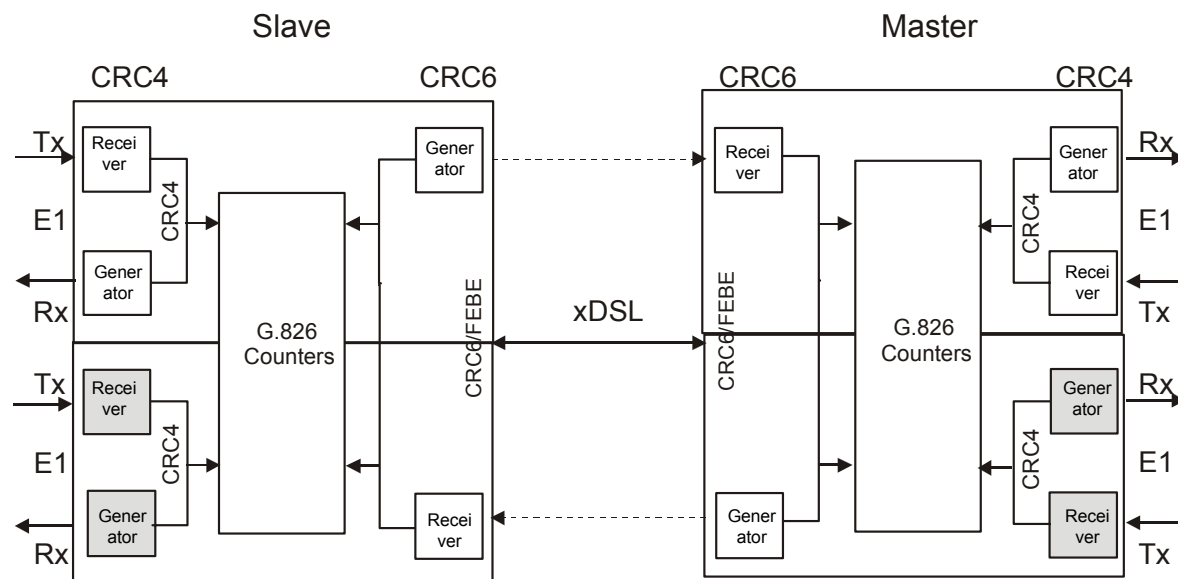 Slave
Master
CRC4
CRC6
CRC6
CRC4
Tx
Recei
ver
Gener
ator
Recei
ver
Gener
ator
Rx
E1
CRC4
CRC4
E1
Gener
ator
Rx
Recei
ver
Tx
G.826
Counters
CRC6/FEBE
xDSL
CRC6/FEBE
G.826
Counters
Tx
Recei
ver
Gener
ator
Rx
E1
CRC4
CRC4
E1
Gener
ator
Rx
Recei
ver
Gener
ator
Recei
ver
Tx